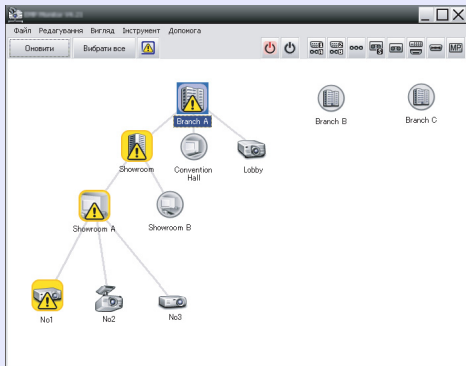 Файл Редагування Вигляд Інструмент Допомога
Оновити Вибрати все MP
Branch A Branch B Branch C
Showroom Convention Hall Lobby
Showroom A Showroom B
No1 No2 No3